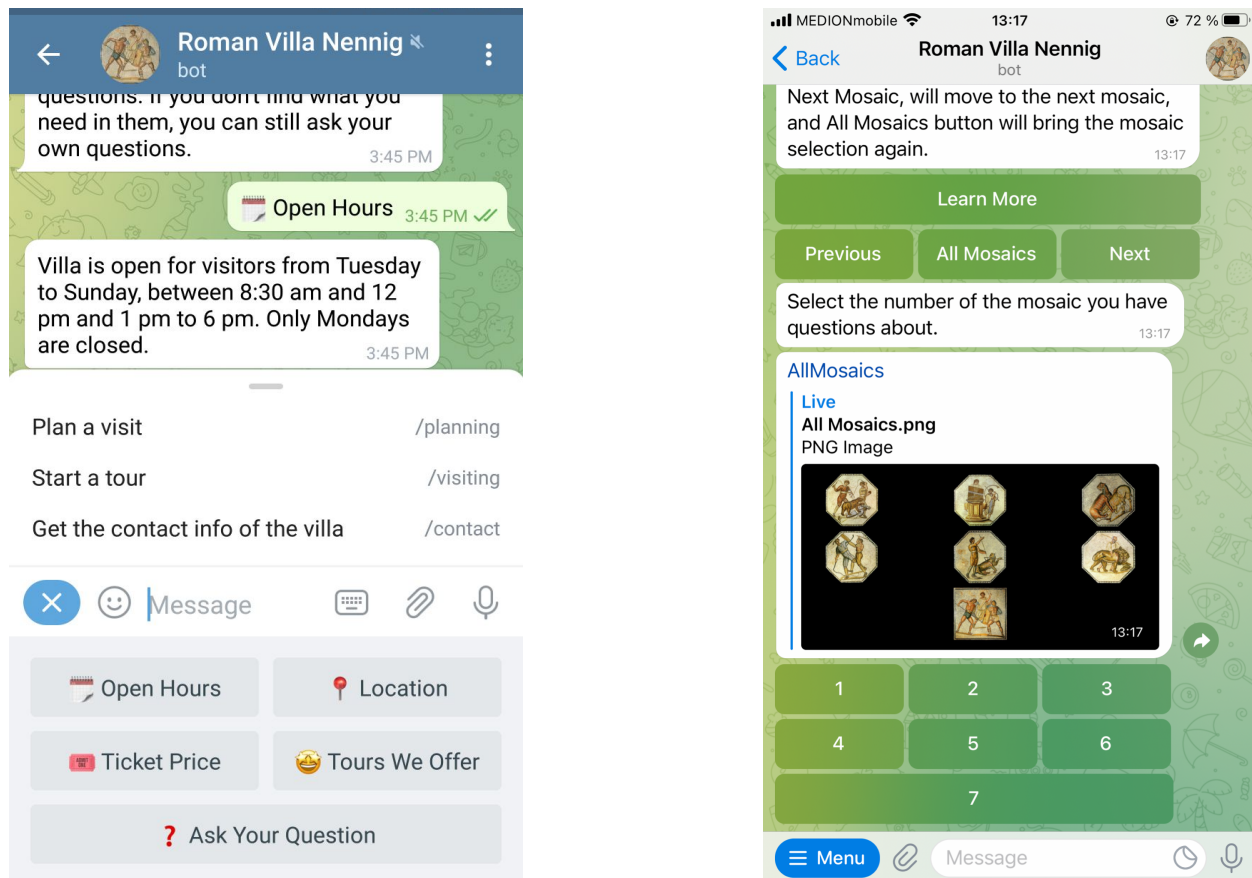 Roman Villa Nennig
bot
questions. If you don't find what you
need in them, you can still ask your
own questions.
3:45 PM
Open Hours 3:45 PM
Villa is open for visitors from Tuesday
to Sunday, between 8:30 am and 12
pm and 1 pm to 6 pm. Only Mondays
are closed.
3:45 PM
Plan a visit /planning
Start a tour /visiting
Get the contact info of the villa /contact
Message
Open Hours
Location
Ticket Price
Tours We Offer
Ask Your Question
MEDIONmobile 13:17 72 %
Back
Roman Villa Nennig
bot
Next Mosaic, will move to the next mosaic,
and All Mosaics button will bring the mosaic
selection again.
13:17
Learn More
Previous
All Mosaics
Next
Select the number of the mosaic you have
questions about.
13:17
AllMosaics
Live
All Mosaics.png
PNG Image
13:17
1
2
3
4
5
6
7
Menu
Message